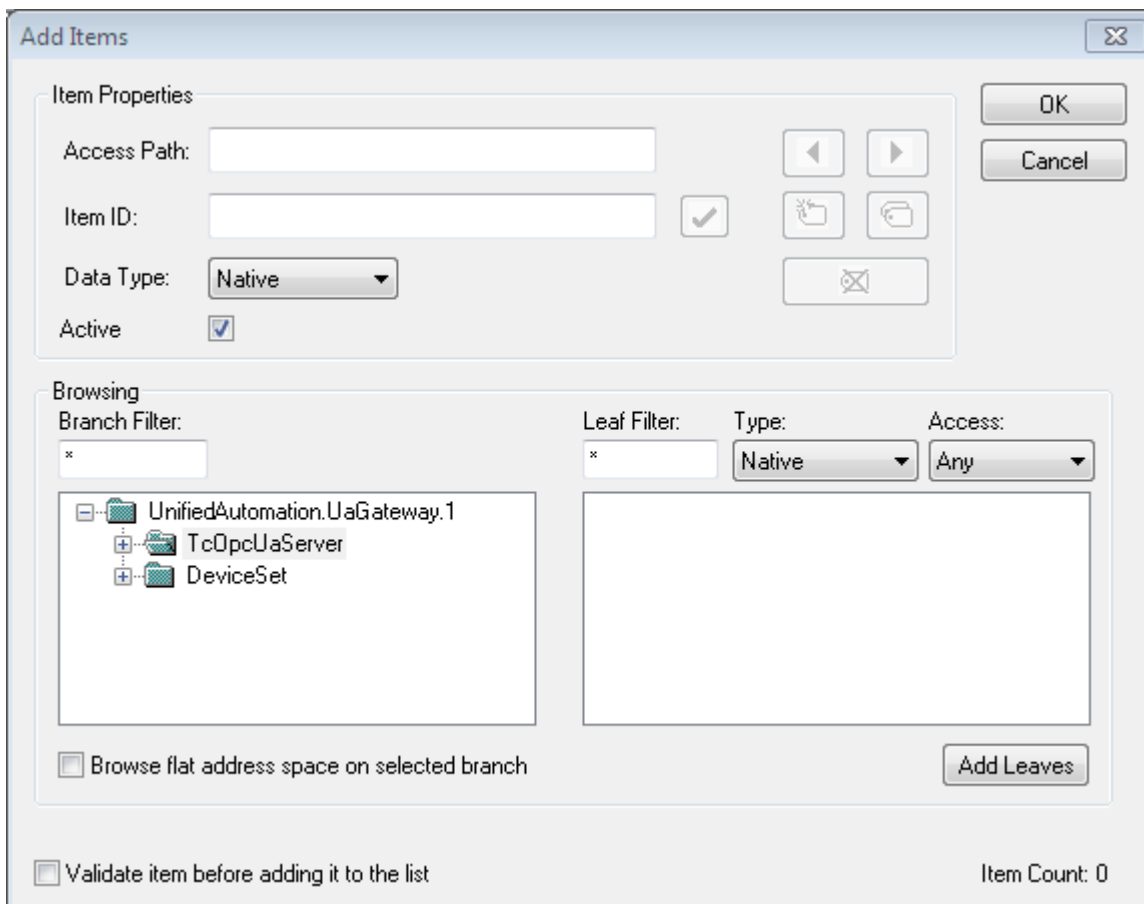 Add Items
Item Properties
OK
Access Path:
Cancel
Item ID:
Data Type: Native
Active
Browsing
Branch Filter: Leaf Filter: Type: Access:
* * Native Any
UnifiedAutomation.UaGateway.1
TcOpcUaServer
DeviceSet
Browse flat address space on selected branch Add Leaves
Validate item before adding it to the list Item Count: 0